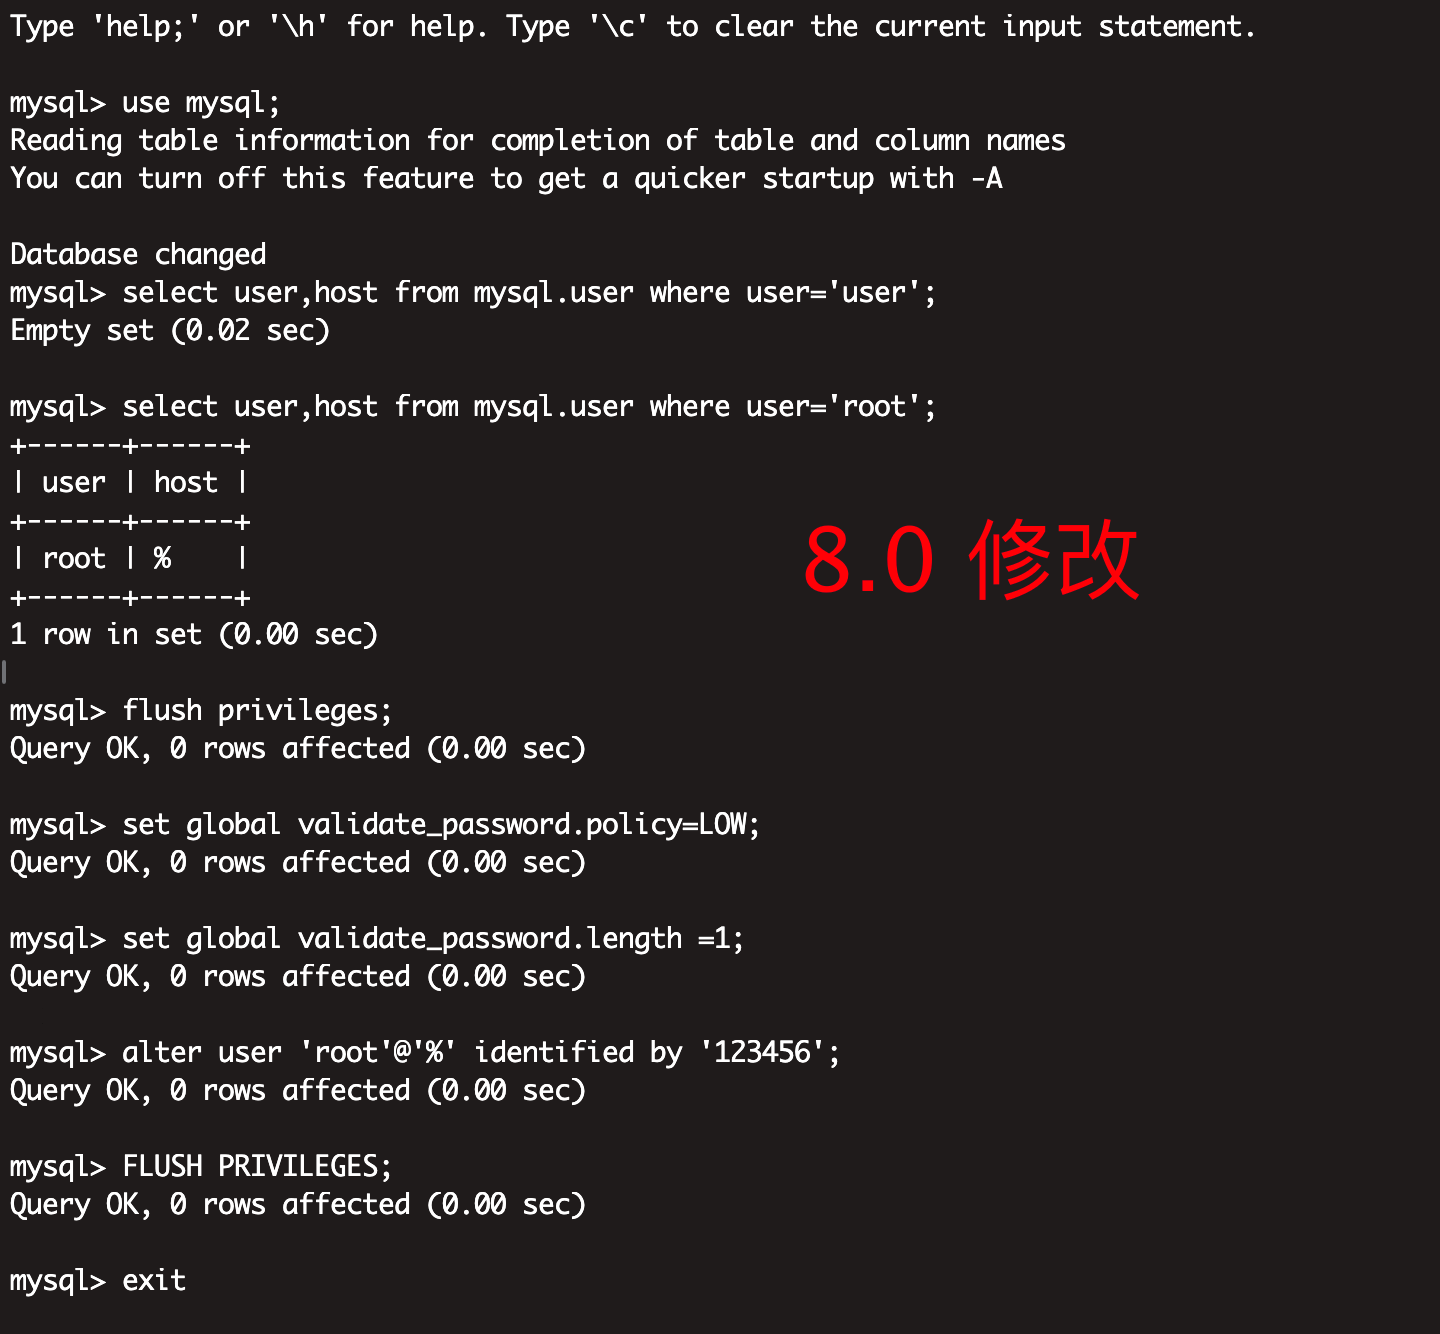 Type 'help;' or '\h' for help. Type '\c' to clear the current input statement.
mysql> use mysql;
Reading table information for completion of table and column names
You can turn off this feature to get a quicker startup with -A
Database changed
mysql> select user,host from mysql.user where user='user';
Empty set (0.02 sec)
mysql> select user,host from mysql.user where user='root';
+------+------+
| user | host |
+------+------+
| root | %    |
+------+------+
8.0 修改
1 row in set (0.00 sec)
mysql> flush privileges;
Query OK, 0 rows affected (0.00 sec)
mysql> set global validate_password.policy=LOW;
Query OK, 0 rows affected (0.00 sec)
mysql> set global validate_password.length =1;
Query OK, 0 rows affected (0.00 sec)
mysql> alter user 'root'@'%' identified by '123456';
Query OK, 0 rows affected (0.00 sec)
mysql> FLUSH PRIVILEGES;
Query OK, 0 rows affected (0.00 sec)
mysql> exit